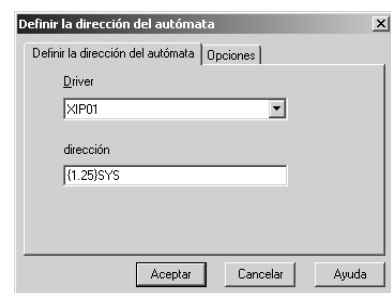 Definir la dirección del autómata
Definir la dirección del autómata Opciones
Driver
XIP01
dirección
{1.25}SYS
Aceptar Cancelar Ayuda